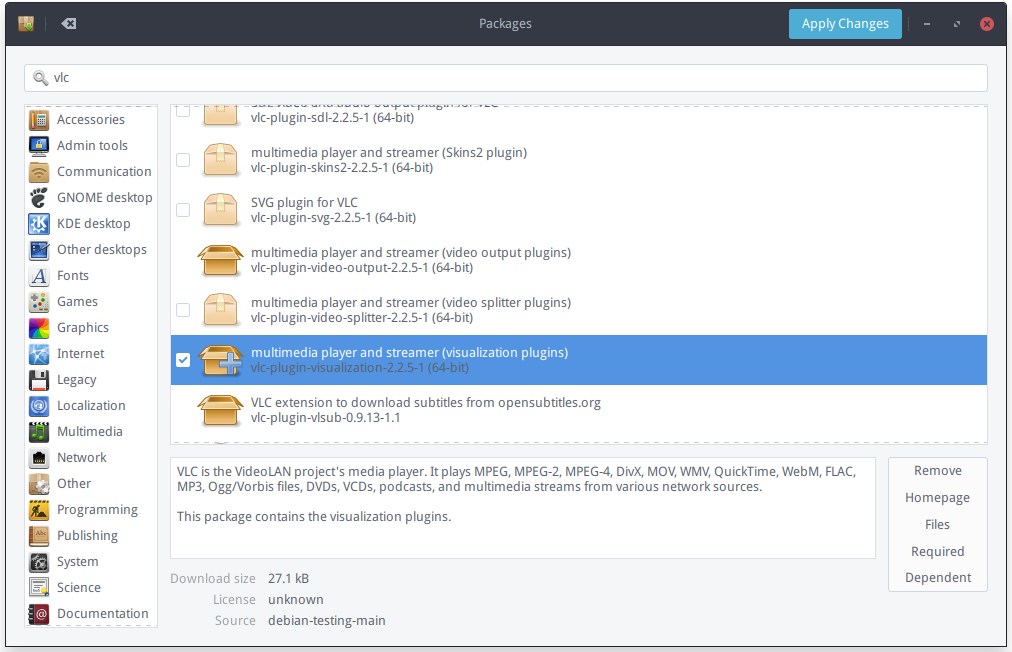 Packages
Apply Changes
vlc
Accessories
Admin tools
Communication
GNOME desktop
KDE desktop
Other desktops
Fonts
Games
Graphics
Internet
Legacy
Localization
Multimedia
Network
Other
Programming
Publishing
System
Science
Documentation
SDL video and audio output plugin for VLC
vlc-plugin-sdl-2.2.5-1 (64-bit)
multimedia player and streamer (Skins2 plugin)
vlc-plugin-skins2-2.2.5-1 (64-bit)
SVG plugin for VLC
vlc-plugin-svg-2.2.5-1 (64-bit)
multimedia player and streamer (video output plugins)
vlc-plugin-video-output-2.2.5-1 (64-bit)
multimedia player and streamer (video splitter plugins)
vlc-plugin-video-splitter-2.2.5-1 (64-bit)
multimedia player and streamer (visualization plugins)
vlc-plugin-visualization-2.2.5-1 (64-bit)
VLC extension to download subtitles from opensubtitles.org
vlc-plugin-vlsub-0.9.13-1.1
VLC is the VideoLAN project's media player. It plays MPEG, MPEG-2, MPEG-4, DivX, MOV, WMV, QuickTime, WebM, FLAC,
MP3, Ogg/Vorbis files, DVDs, VCDs, podcasts, and multimedia streams from various network sources.
This package contains the visualization plugins.
Remove
Homepage
Files
Required
Dependent
Download size 27.1 kB
License unknown
Source debian-testing-main